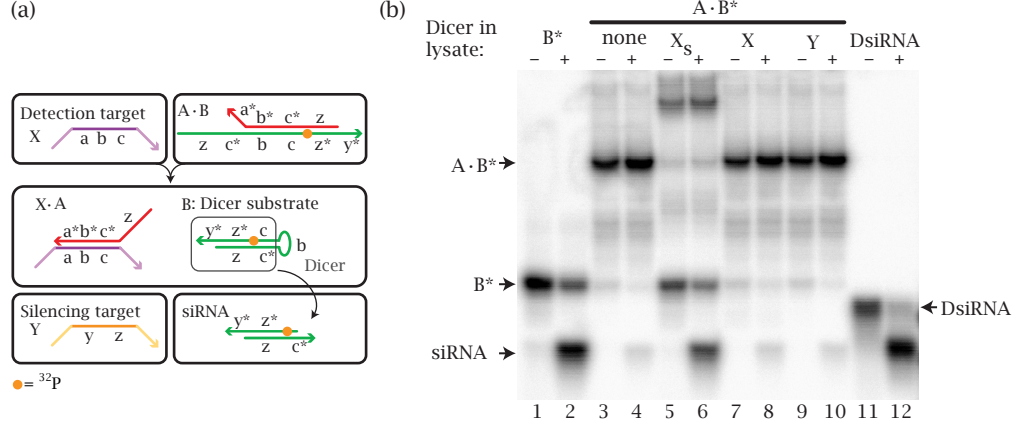 (a)
Detection target
X
a b c
A·B
a*
b* c* z
z c* b c z* y*
X·A
z
a*b* c*
a b c
B: Dicer substrate
y* z* c
z c*
b
Dicer
Silencing target
Y
y z
siRNA
y* z*
z c*
= ³²P
(b)
A·B*
Dicer in
lysate:
B* none Xs X Y DsiRNA
− + − + − + − + − + − +
A·B*
B*
DsiRNA
siRNA
1 2 3 4 5 6 7 8 9 10 11 12